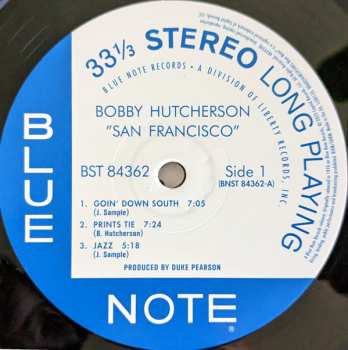 33 1/3 STEREO LONG PLAYING
BLUE NOTE RECORDS • A DIVISION OF LIBERTY RECORDS, INC.
BOBBY HUTCHERSON
"SAN FRANCISCO"
BST 84362
Side 1
(BNST 84362-A)
1. GOIN' DOWN SOUTH 7:05
(J. Sample)
2. PRINTS TIE 7:24
(B. Hutcherson)
3. JAZZ 5:18
(J. Sample)
PRODUCED BY DUKE PEARSON
BLUE
NOTE®